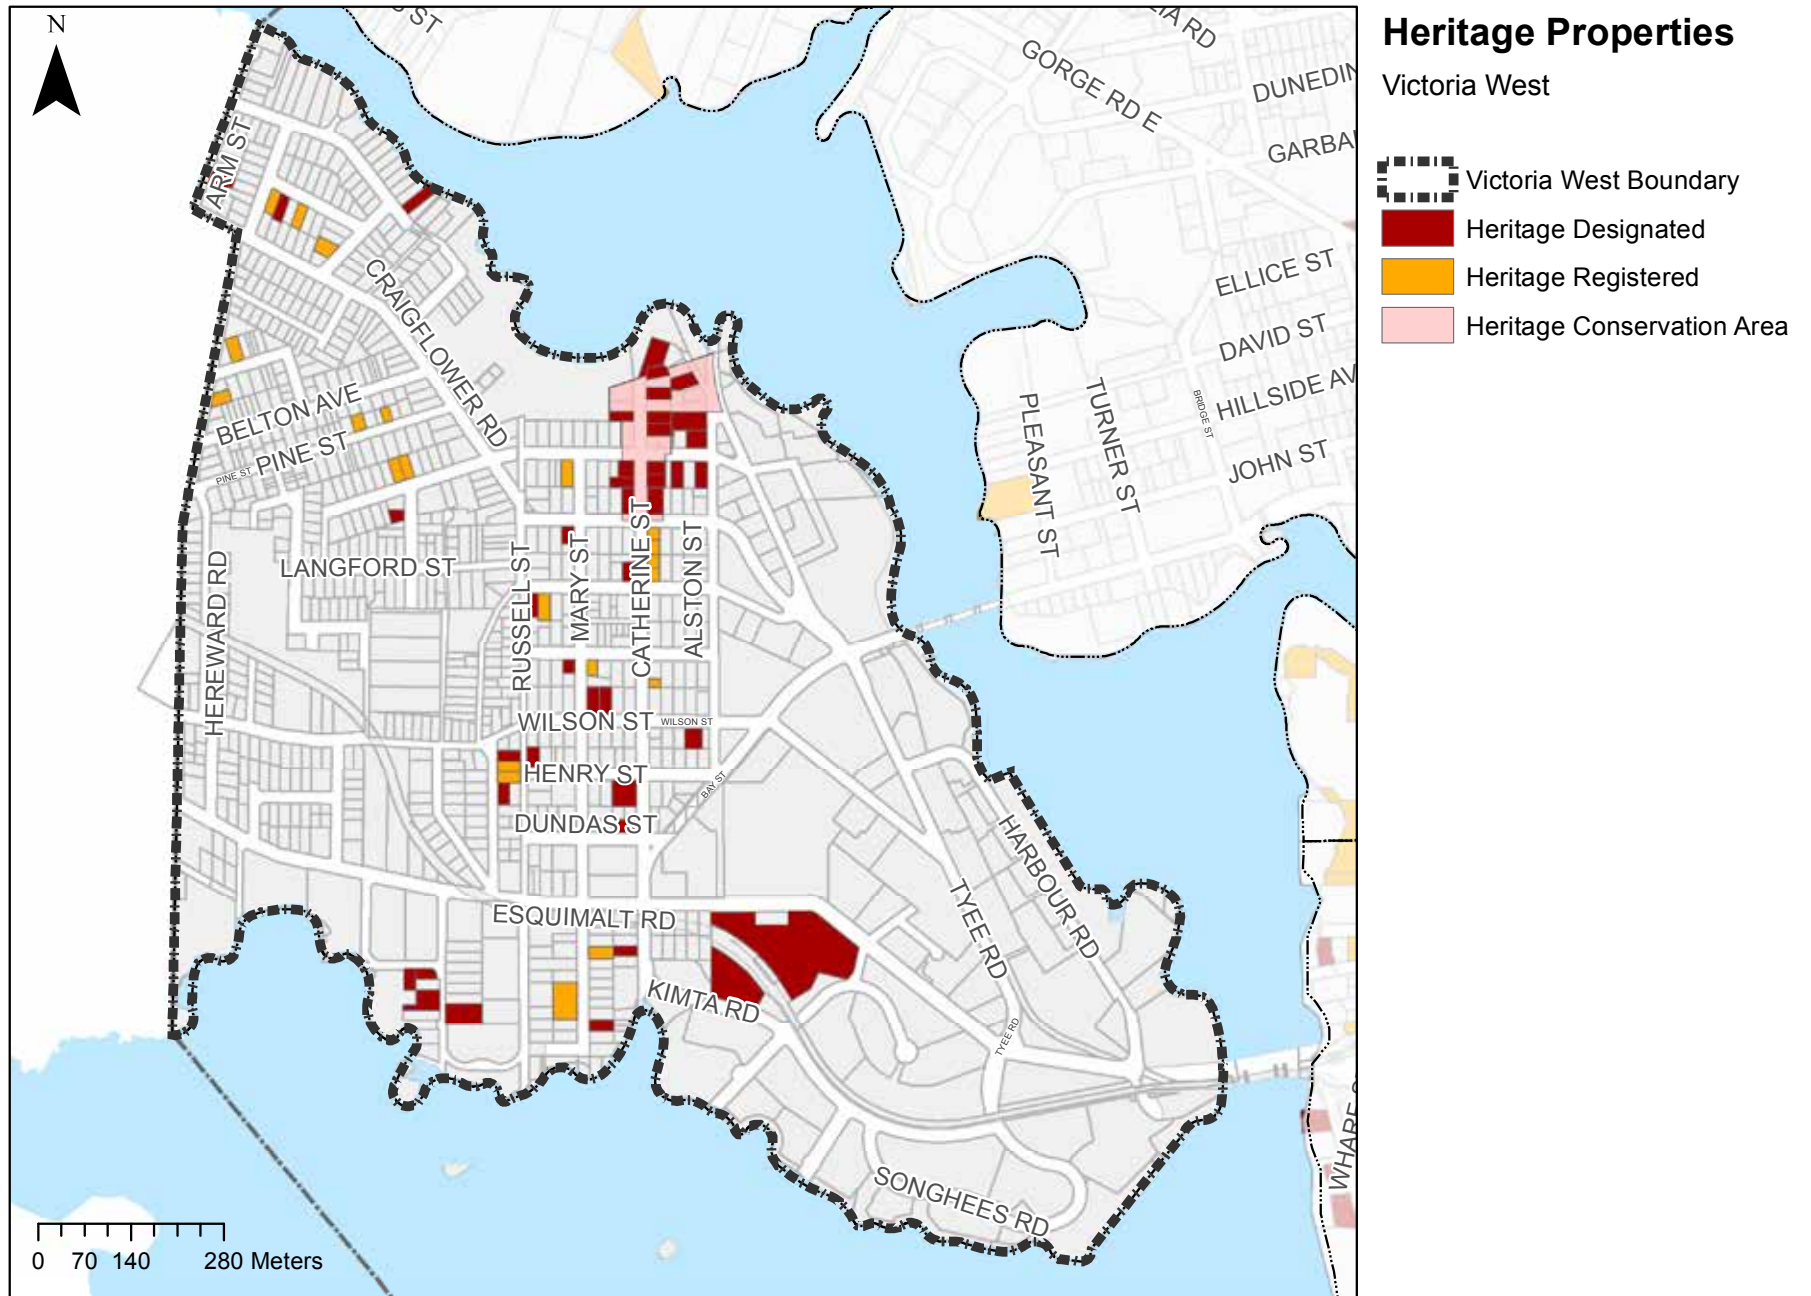 Heritage Properties
Victoria West
Victoria West Boundary
Heritage Designated
Heritage Registered
Heritage Conservation Area
N
ST
RD
GORGE RD E
DUNEDIN
GARBA
ARM ST
ELLICE ST
DAVID ST
HILLSIDE AV
BRIDGE ST
JOHN ST
TURNER ST
PLEASANT ST
CRAIGFLOWER RD
BELTON AVE
PINE ST
PINE ST
LANGFORD ST
HEREWARD RD
RUSSELL ST
MARY ST
CATHERINE ST
ALSTON ST
WILSON ST
WILSON ST
HENRY ST
BAY ST
DUNDAS ST
HARBOUR RD
TYEE RD
ESQUIMALT RD
KIMTA RD
TYEE RD
SONGHEES RD
WHARF
0 70 140 280 Meters